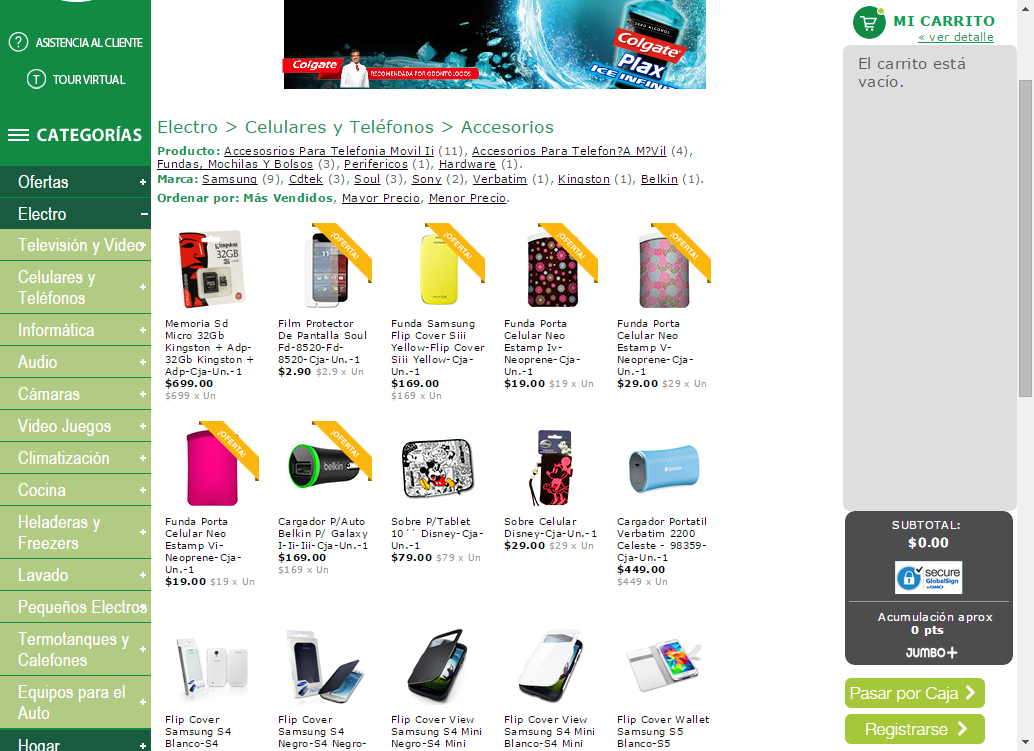 ASISTENCIA AL CLIENTE
TOUR VIRTUAL
CATEGORÍAS
Ofertas +
Electro –
Televisión y Video+
Celulares y
Teléfonos +
Informática +
Audio +
Cámaras +
Video Juegos +
Climatización +
Cocina +
Heladeras y
Freezers +
Lavado +
Pequeños Electros
Termotanques y
Calefones +
Equipos para el
Auto +
Hogar +
Colgate
RECOMENDADA POR ODONTÓLOGOS
ZERO ALCOHOL
Colgate
Plax
ICE INFINITY
Electro > Celulares y Teléfonos > Accesorios
Producto: Accesosrios Para Telefonia Movil Ii (11), Accesorios Para Telefon?A M?Vil (4),
Fundas, Mochilas Y Bolsos (3), Perifericos (1), Hardware (1).
Marca: Samsung (9), Cdtek (3), Soul (3), Sony (2), Verbatim (1), Kingston (1), Belkin (1).
Ordenar por: Más Vendidos, Mayor Precio, Menor Precio.
Kingston
32GB
¡OFERTA!
¡OFERTA!
¡OFERTA!
¡OFERTA!
Memoria Sd
Micro 32Gb
Kingston + Adp-
32Gb Kingston +
Adp-Cja-Un.-1
$699.00
$699 x Un
Film Protector
De Pantalla Soul
Fd-8520-Fd-
8520-Cja-Un.-1
$2.90 $2.9 x Un
Funda Samsung
Flip Cover Siii
Yellow-Flip Cover
Siii Yellow-Cja-
Un.-1
$169.00
$169 x Un
Funda Porta
Celular Neo
Estamp Iv-
Neoprene-Cja-
Un.-1
$19.00 $19 x Un
Funda Porta
Celular Neo
Estamp V-
Neoprene-Cja-
Un.-1
$29.00 $29 x Un
¡OFERTA!
¡OFERTA!
belkin
Funda Porta
Celular Neo
Estamp Vi-
Neoprene-Cja-
Un.-1
$19.00 $19 x Un
Cargador P/Auto
Belkin P/ Galaxy
I-Ii-Iii-Cja-Un.-1
$169.00
$169 x Un
Sobre P/Tablet
10´´ Disney-Cja-
Un.-1
$79.00 $79 x Un
Sobre Celular
Disney-Cja-Un.-1
$29.00 $29 x Un
Cargador Portatil
Verbatim 2200
Celeste - 98359-
Cja-Un.-1
$449.00
$449 x Un
Flip Cover
Samsung S4
Blanco-S4
Flip Cover
Samsung S4
Negro-S4 Negro-
Flip Cover View
Samsung S4 Mini
Negro-S4 Mini
Flip Cover View
Samsung S4 Mini
Blanco-S4 Mini
Flip Cover Wallet
Samsung S5
Blanco-S5
MI CARRITO
« ver detalle
El carrito está
vacío.
SUBTOTAL:
$0.00
secure
GlobalSign
by GMO
Acumulación aprox
0 pts
JUMBO+
Pasar por Caja
Registrarse